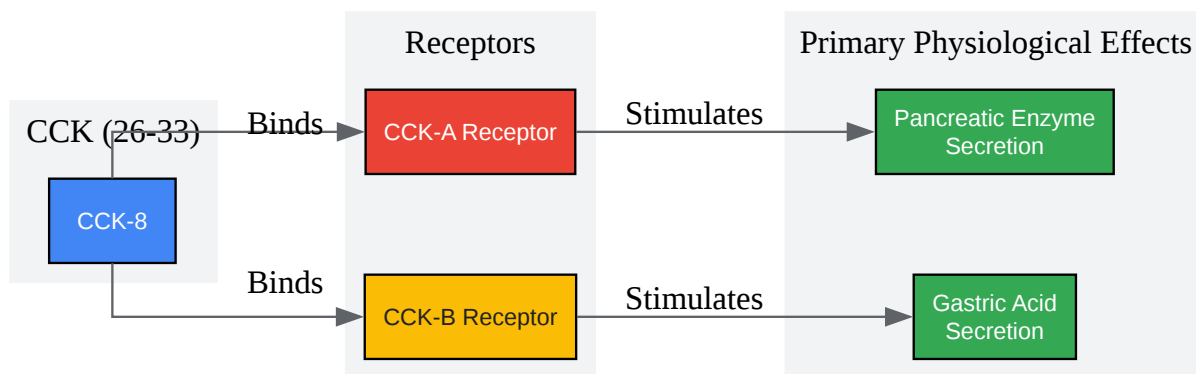 Receptors
Primary Physiological Effects
CCK (26-33)
Binds
CCK-A Receptor
Stimulates
Pancreatic Enzyme
Secretion
CCK-8
Binds
CCK-B Receptor
Stimulates
Gastric Acid
Secretion